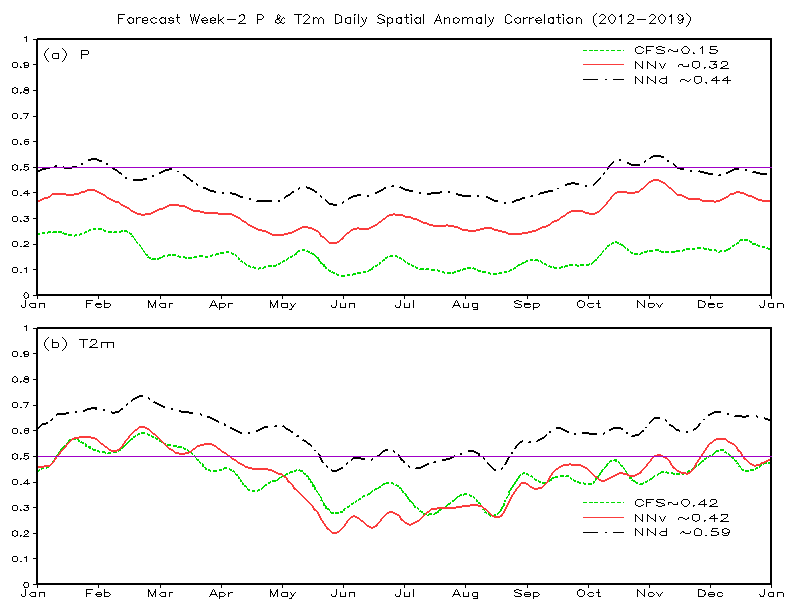 Farecast Week-2 P & T2m Daily Spatial Anomaly Correlation (2012-2019)
1
(a) P
CFS~0.15
0.9
NNv ~0.32
0.8
NNd ~0.44
0.7
0.6
0.5
0.4
0.3
0.2
0.1
0
Jan Feb Mar Apr May Jun Jul Aug Sep Oct Nov Dec Jan
1
(b) T2m
0.9
0.8
0.7
0.6
0.5
0.4
0.3
CFS~0.42
NNv ~0.42
0.2
NNd ~0.59
0.1
0
Jan Feb Mar Apr May Jun Jul Aug Sep Oct Nov Dec Jan